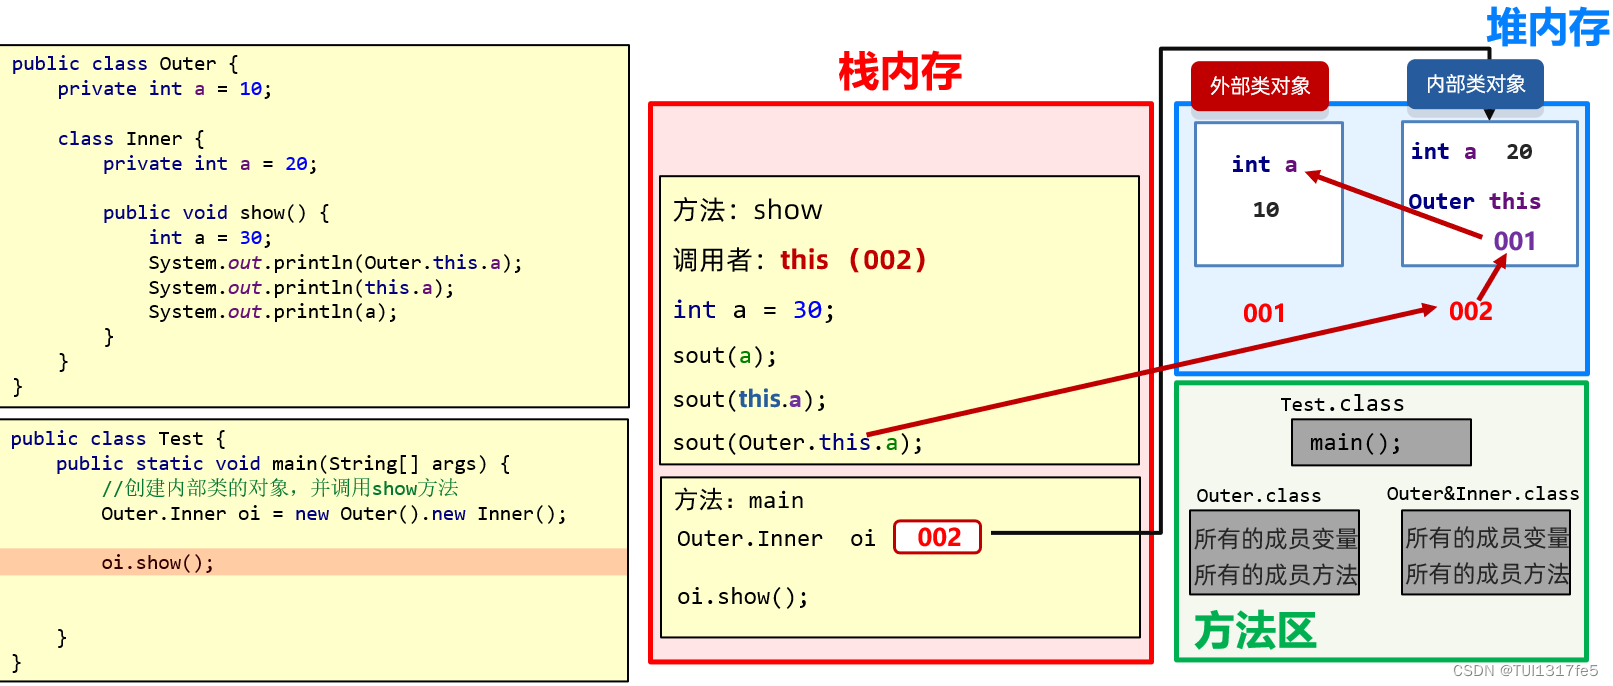 public class Outer {
private int a = 10;
class Inner {
private int a = 20;
public void show() {
int a = 30;
System.out.println(Outer.this.a);
System.out.println(this.a);
System.out.println(a);
}
}
}
public class Test {
public static void main(String[] args) {
//创建内部类的对象，并调用show方法
Outer.Inner oi = new Outer().new Inner();
oi.show();
}
}
栈内存
方法：show
调用者：this（002）
int a = 30;
sout(a);
sout(this.a);
sout(Outer.this.a);
方法：main
Outer.Inner oi 002
oi.show();
堆内存
外部类对象
int a
10
001
内部类对象
int a 20
Outer this
001
002
Test.class
main();
Outer.class
所有的成员变量
所有的成员方法
Outer&Inner.class
所有的成员变量
所有的成员方法
方法区
CSDN @TUI1317fe5